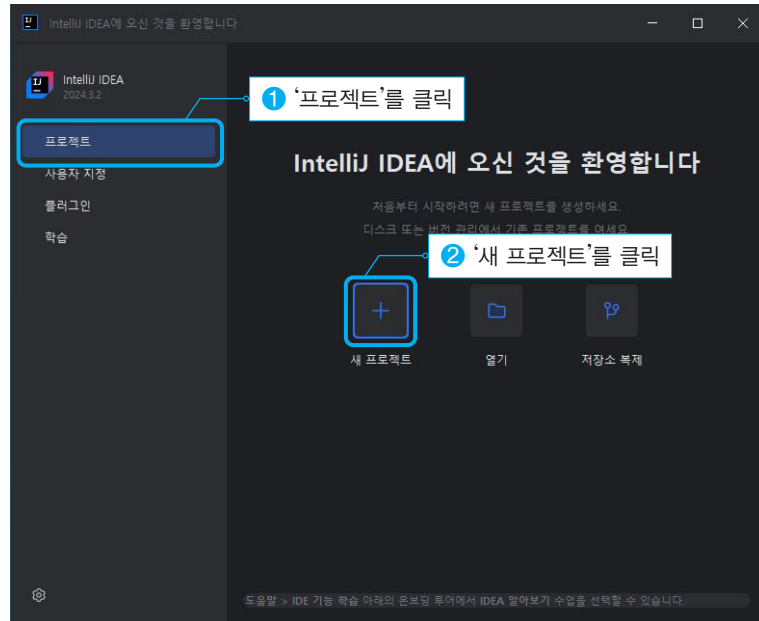 IntelliJ IDEA에 오신 것을 환영합니다
IntelliJ IDEA
2024.3.2
❶ ‘프로젝트’를 클릭
프로젝트
사용자 지정
플러그인
학습
IntelliJ IDEA에 오신 것을 환영합니다
처음부터 시작하려면 새 프로젝트를 생성하세요.
디스크 또는 버전 관리에서 기존 프로젝트를 여세요.
❷ ‘새 프로젝트’를 클릭
새 프로젝트
열기
저장소 복제
도움말 > IDE 기능 학습 아래의 온보딩 투어에서 IDEA 알아보기 수업을 선택할 수 있습니다.